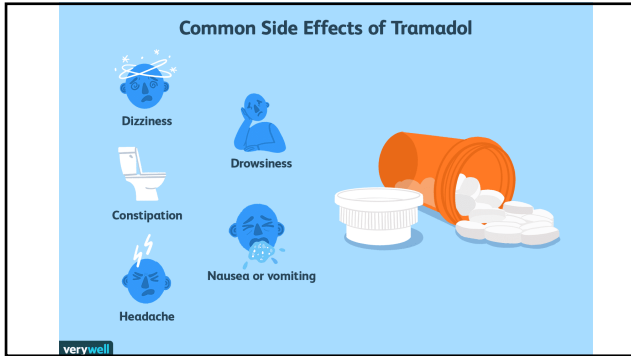 Common Side Effects of Tramadol
Dizziness
Drowsiness
Constipation
Nausea or vomiting
Headache
verywell